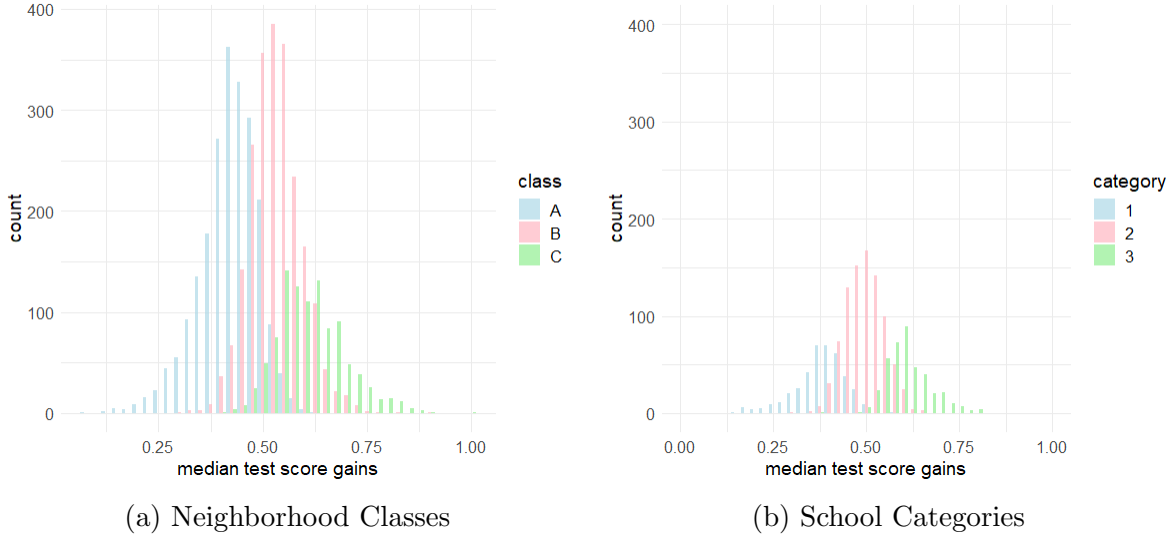 400
300
200
100
0
count
0.25 0.50 0.75 1.00
median test score gains
class
A
B
C
(a) Neighborhood Classes
400
300
200
100
0
count
0.00 0.25 0.50 0.75 1.00
median test score gains
category
1
2
3
(b) School Categories